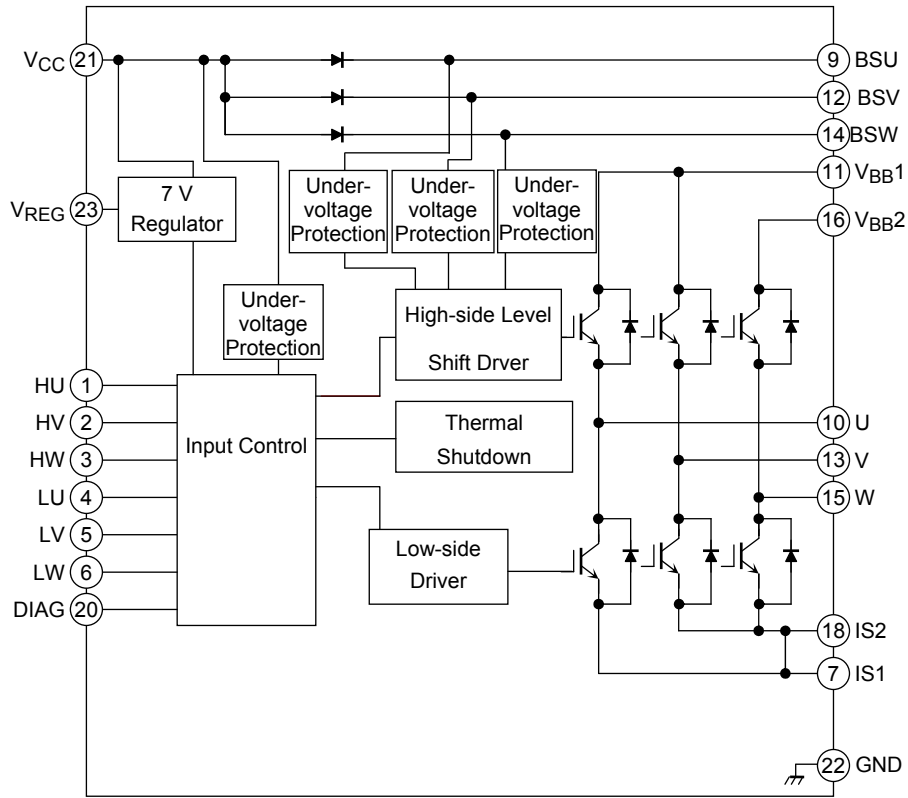 VCC 21
9 BSU
12 BSV
14 BSW
11 VBB1
16 VBB2
VREG 23
7 V
Regulator
Under-
voltage
Protection
Under-
voltage
Protection
Under-
voltage
Protection
Under-
voltage
Protection
High-side Level
Shift Drver
HU 1
HV 2
HW 3
LU 4
LV 5
LW 6
DIAG 20
Input Control
Thermal
Shutdown
Low-side
Driver
10 U
13 V
15 W
18 IS2
7 IS1
22 GND